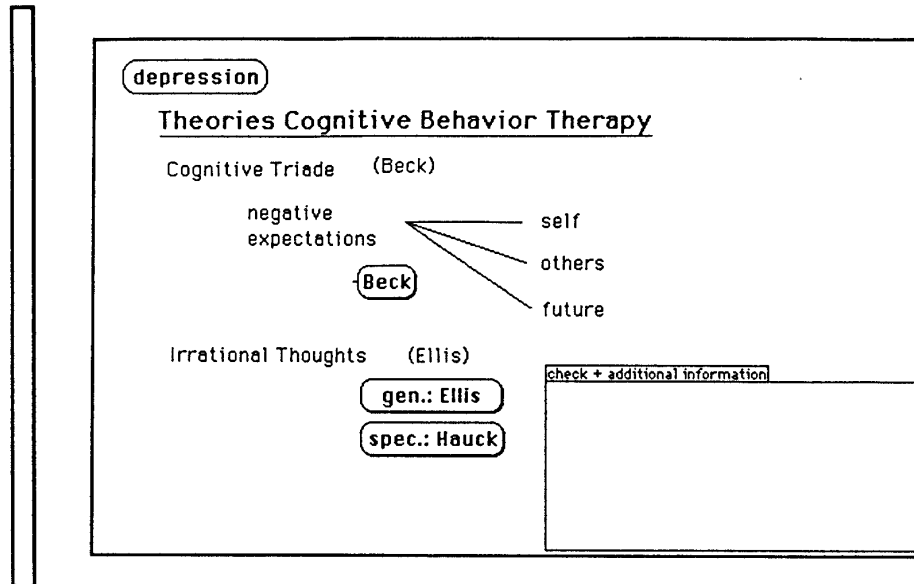 depression
Theories Cognitive Behavior Therapy
Cognitive Triade (Beck)
negative
expectations
self
others
future
Beck
Irrational Thoughts (Ellis)
gen.: Ellis
spec.: Hauck
check + additional information